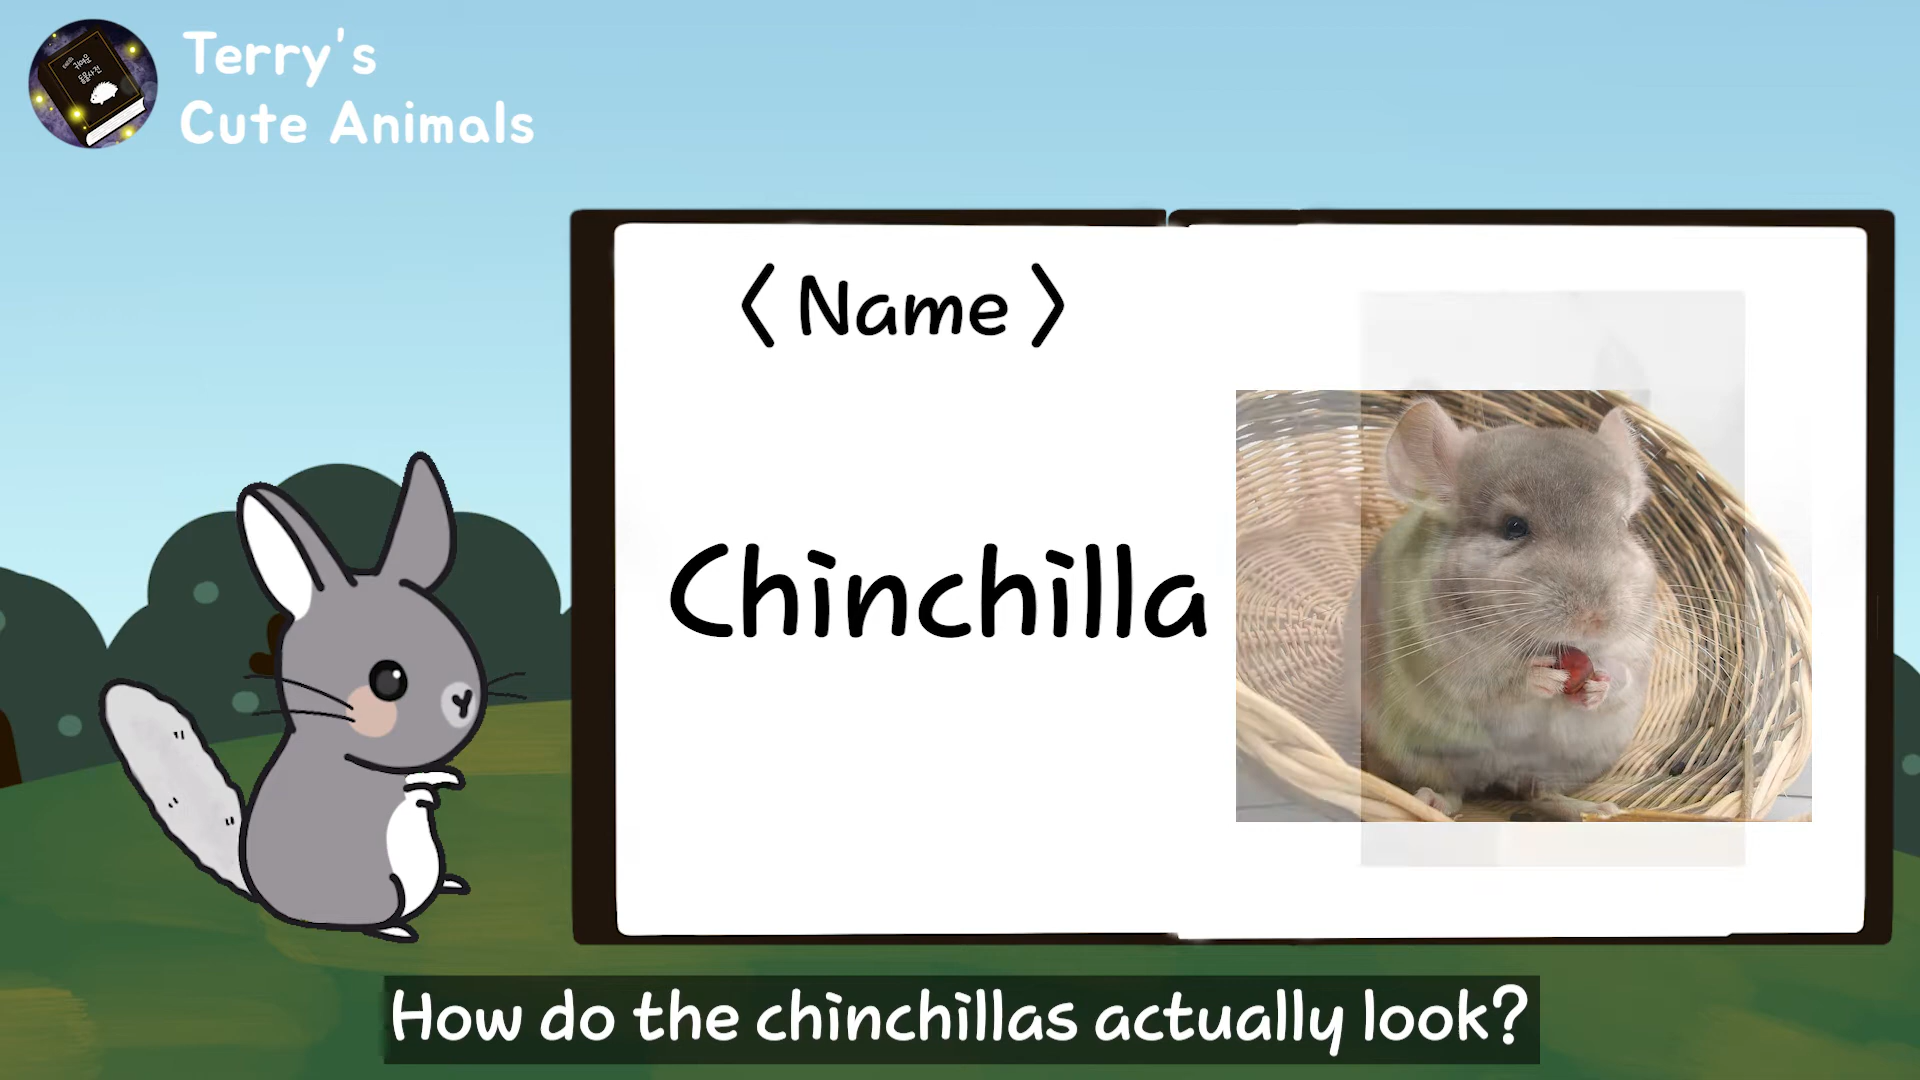 Terry's
Cute Animals
〈 Name 〉
Chinchilla
How do the chinchillas actually look?